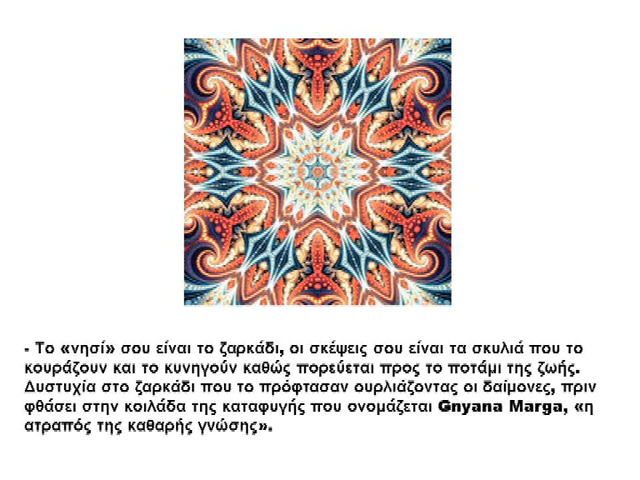 - Το «νησί» σου είναι το ζαρκάδι, οι σκέψεις σου είναι τα σκυλιά που το
κουράζουν και το κυνηγούν καθώς πορεύεται προς το ποτάμι της ζωής.
Δυστυχία στο ζαρκάδι που το πρόφτασαν ουρλιάζοντας οι δαίμονες, πριν
φθάσει στην κοιλάδα της καταφυγής που ονομάζεται Gnyana Marga, «η
ατραπός της καθαρής γνώσης».